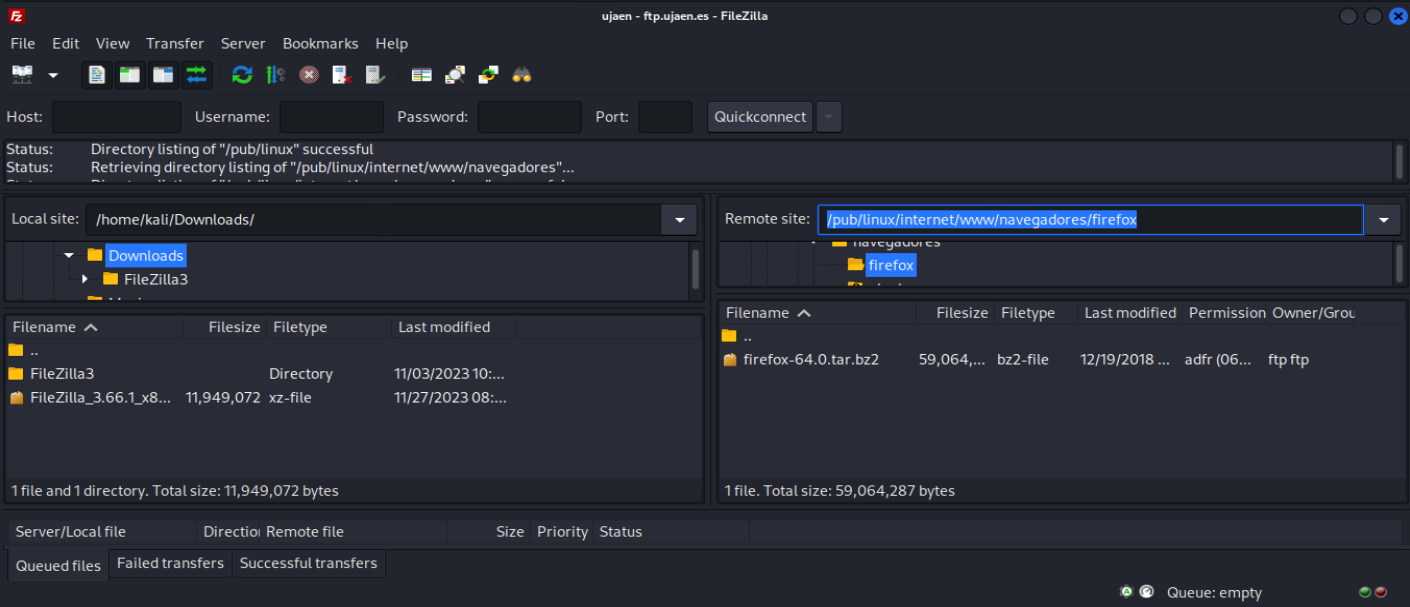 ujaen - ftp.ujaen.es - FileZilla
File Edit View Transfer Server Bookmarks Help
Host: Username: Password: Port: Quickconnect
Status: Directory listing of "/pub/linux" successful
Status: Retrieving directory listing of "/pub/linux/internet/www/navegadores"...
Local site: /home/kali/Downloads/
Downloads
FileZilla3
Filename Filesize Filetype Last modified
..
FileZilla3 Directory 11/03/2023 10:...
FileZilla_3.66.1_x8... 11,949,072 xz-file 11/27/2023 08:...
1 file and 1 directory. Total size: 11,949,072 bytes
Remote site: /pub/linux/internet/www/navegadores/firefox
navegadores
firefox
Filename Filesize Filetype Last modified Permission Owner/Grou
..
firefox-64.0.tar.bz2 59,064,... bz2-file 12/19/2018 ... adfr (06... ftp ftp
1 file. Total size: 59,064,287 bytes
Server/Local file Direction Remote file Size Priority Status
Queued files Failed transfers Successful transfers
Queue: empty